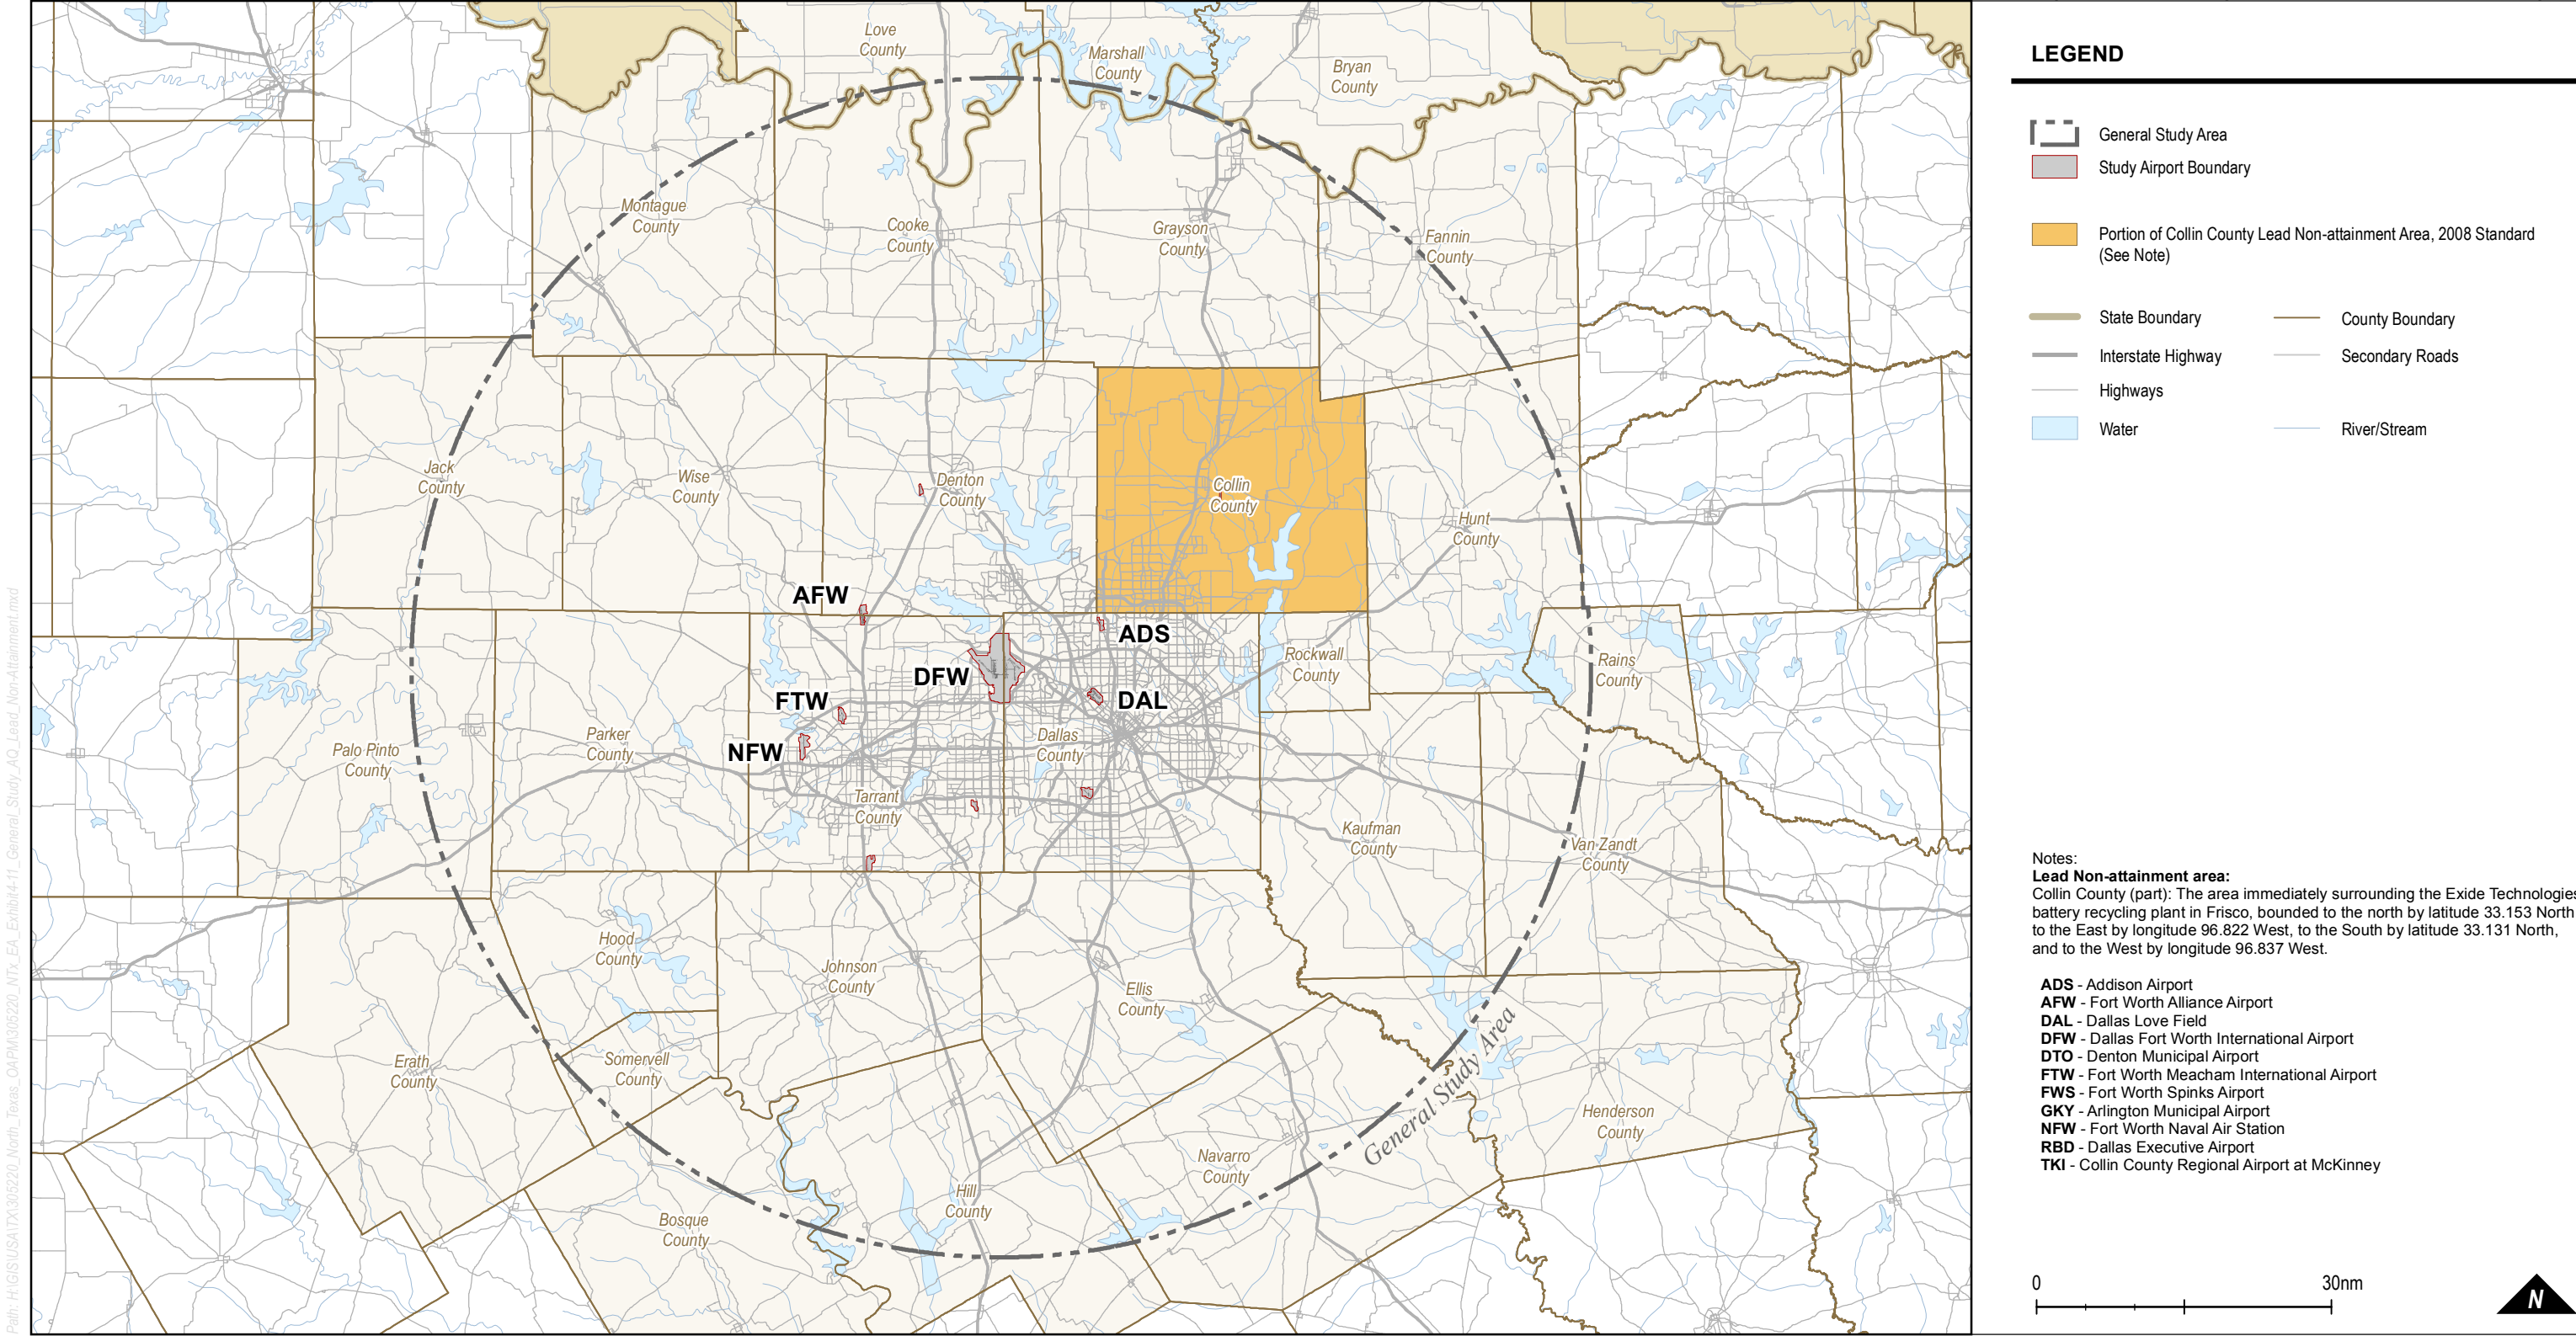 Love
County
Marshall
County
Bryan
County
Montague
County
Cooke
County
Grayson
County
Fannin
County
Jack
County
Wise
County
Denton
County
Collin
County
Hunt
County
AFW
ADS
DFW
Rockwall
County
Rains
County
FTW
DAL
NFW
Palo Pinto
County
Parker
County
Dallas
County
Tarrant
County
Kaufman
County
Van Zandt
County
Hood
County
Johnson
County
Ellis
County
Erath
County
Somervell
County
General Study Area
Henderson
County
Navarro
County
Hill
County
Bosque
County
Path: H:\GIS\USA\TX\305220_North_Texas_OAPM\305220_NTx_EA_Exhibit4-11_General_Study_AQ_Lead_Non-Attainment.mxd
LEGEND
General Study Area
Study Airport Boundary
Portion of Collin County Lead Non-attainment Area, 2008 Standard
(See Note)
State Boundary
County Boundary
Interstate Highway
Secondary Roads
Highways
Water
River/Stream
Notes:
Lead Non-attainment area:
Collin County (part): The area immediately surrounding the Exide Technologies
battery recycling plant in Frisco, bounded to the north by latitude 33.153 North
to the East by longitude 96.822 West, to the South by latitude 33.131 North,
and to the West by longitude 96.837 West.
ADS - Addison Airport
AFW - Fort Worth Alliance Airport
DAL - Dallas Love Field
DFW - Dallas Fort Worth International Airport
DTO - Denton Municipal Airport
FTW - Fort Worth Meacham International Airport
FWS - Fort Worth Spinks Airport
GKY - Arlington Municipal Airport
NFW - Fort Worth Naval Air Station
RBD - Dallas Executive Airport
TKI - Collin County Regional Airport at McKinney
0 30nm
N